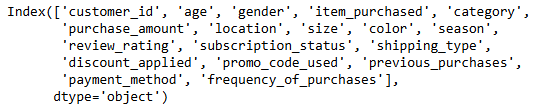 Index(['customer_id', 'age', 'gender', 'item_purchased', 'category',
'purchase_amount', 'location', 'size', 'color', 'season',
'review_rating', 'subscription_status', 'shipping_type',
'discount_applied', 'promo_code_used', 'previous_purchases',
'payment_method', 'frequency_of_purchases'],
dtype='object')